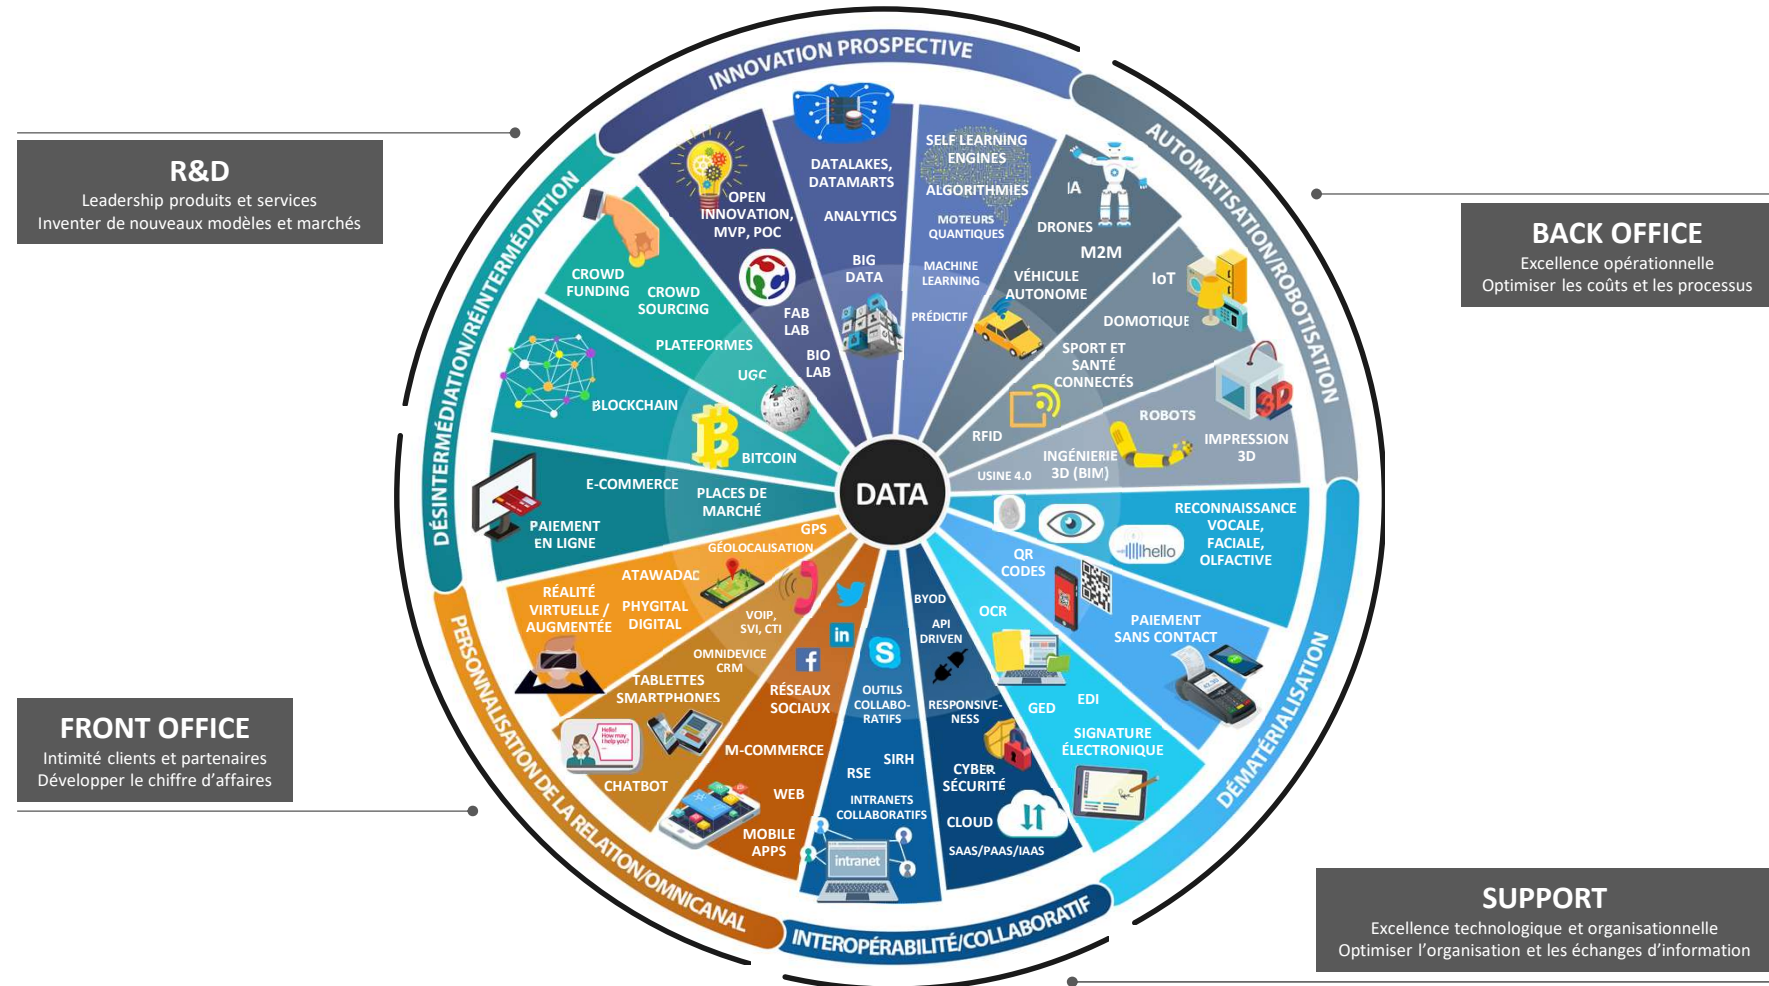 INNOVATION PROSPECTIVE
AUTOMATISATION/ROBOTISATION
DÉMATÉRIALISATION
INTEROPÉRABILITÉ/COLLABORATIF
PERSONNALISATION DE LA RELATION/OMNICANAL
DÉSINTERMÉDIATION/RÉINTERMÉDIATION
R&D
Leadership produits et services
Inventer de nouveaux modèles et marchés
BACK OFFICE
Excellence opérationnelle
Optimiser les coûts et les processus
FRONT OFFICE
Intimité clients et partenaires
Développer le chiffre d’affaires
SUPPORT
Excellence technologique et organisationnelle
Optimiser l’organisation et les échanges d’information
DATA
OPEN
INNOVATION,
MVP, POC
FAB
LAB
BIO
LAB
DATALAKES,
DATAMARTS
ANALYTICS
BIG
DATA
SELF LEARNING
ENGINES
ALGORITHMIES
MOTEURS
QUANTIQUES
MACHINE
LEARNING
PRÉDICTIF
IA
DRONES
M2M
VÉHICULE
AUTONOME
IoT
DOMOTIQUE
SPORT ET
SANTÉ
CONNECTÉS
RFID
ROBOTS
IMPRESSION
3D
3D
INGÉNIERIE
3D (BIM)
USINE 4.0
RECONNAISSANCE
VOCALE,
FACIALE,
OLFACTIVE
hello
QR
CODES
PAIEMENT
SANS CONTACT
OCR
EDI
GED
SIGNATURE
ÉLECTRONIQUE
BYOD
API
DRIVEN
RESPONSIVE-
NESS
CYBER
SÉCURITÉ
CLOUD
SAAS/PAAS/IAAS
S
OUTILS
COLLABO-
RATIFS
SIRH
RSE
INTRANETS
COLLABORATIFS
intranet
in
f
RÉSEAUX
SOCIAUX
M-COMMERCE
WEB
MOBILE
APPS
VOIP,
SVI, CTI
OMNIDEVICE
CRM
TABLETTES
SMARTPHONES
Hello!
How may
I help you?
CHATBOT
GPS
GÉOLOCALISATION
ATAWADAC
RÉALITÉ
VIRTUELLE /
AUGMENTÉE
PHYGITAL
DIGITAL
E-COMMERCE
PLACES DE
MARCHÉ
PAIEMENT
EN LIGNE
BLOCKCHAIN
BITCOIN
CROWD
FUNDING
CROWD
SOURCING
PLATEFORMES
UGC